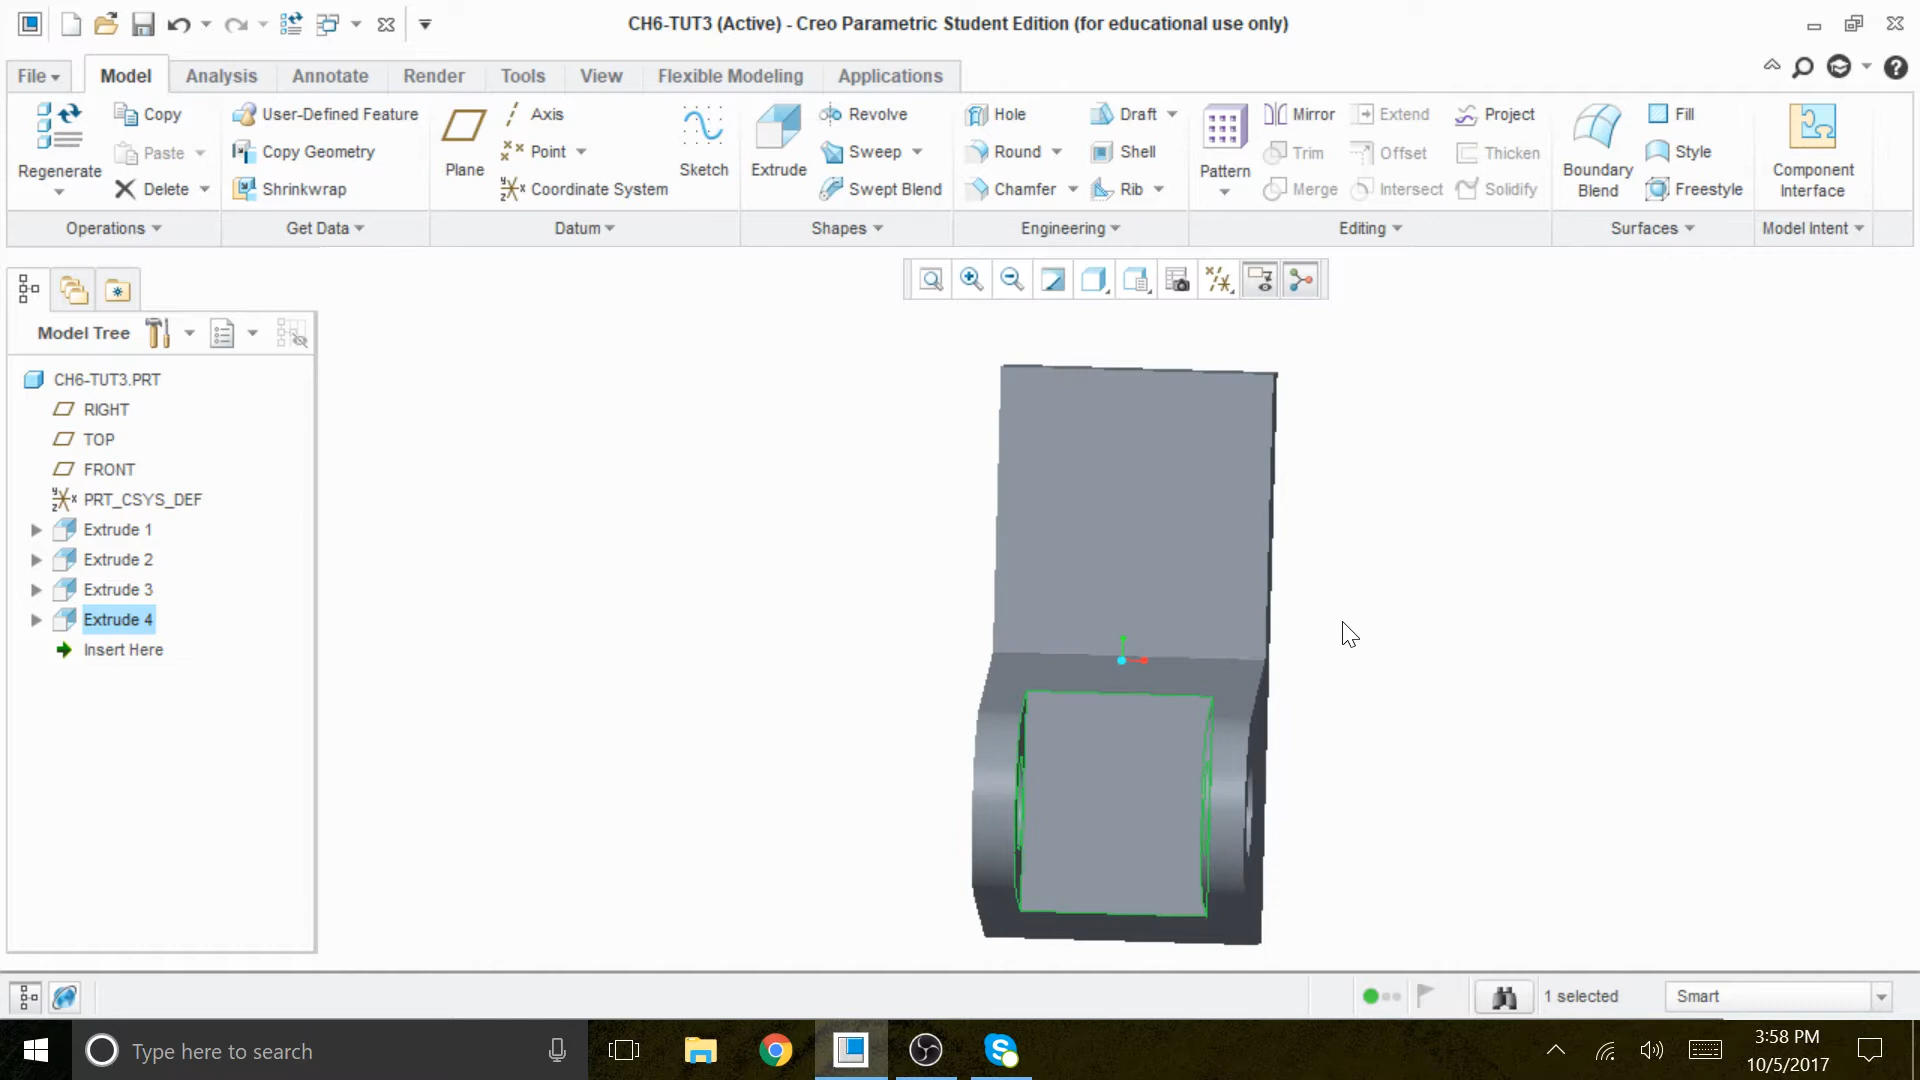 CH6-TUT3 (Active) - Creo Parametric Student Edition (for educational use only)
File Model Analysis Annotate Render Tools View Flexible Modeling Applications
Regenerate
Copy
Paste
Delete
Operations
User-Defined Feature
Copy Geometry
Shrinkwrap
Get Data
Plane
Axis
Point
Coordinate System
Sketch
Datum
Extrude
Revolve
Sweep
Swept Blend
Shapes
Hole
Round
Chamfer
Draft
Shell
Rib
Engineering
Pattern
Mirror
Trim
Merge
Extend
Offset
Intersect
Project
Thicken
Solidify
Editing
Boundary
Blend
Fill
Style
Freestyle
Surfaces
Component
Interface
Model Intent
Model Tree
CH6-TUT3.PRT
RIGHT
TOP
FRONT
PRT_CSYS_DEF
Extrude 1
Extrude 2
Extrude 3
Extrude 4
Insert Here
1 selected
Smart
Type here to search
3:58 PM
10/5/2017